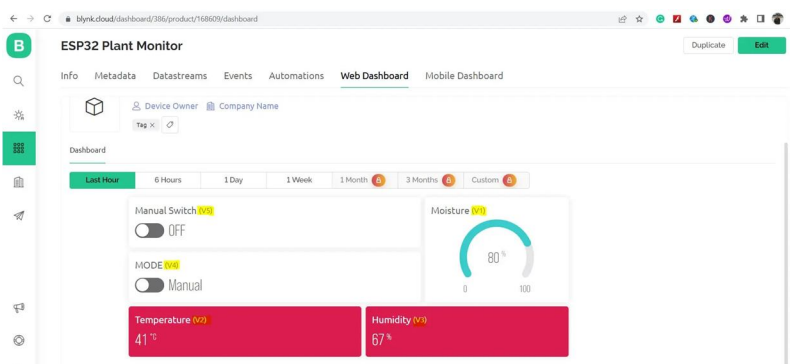 blynk.cloud/dashboard/386/product/168609/dashboard
B
ESP32 Plant Monitor
Duplicate
Edit
Info Metadata Datastreams Events Automations Web Dashboard Mobile Dashboard
Device Owner Company Name
Tag ×
Dashboard
Last Hour 6 Hours 1 Day 1 Week 1 Month 3 Months Custom
Manual Switch (V5)
OFF
Moisture (V1)
80 %
0 100
MODE (V4)
Manual
Temperature (V2)
41 °C
Humidity (V3)
67 %